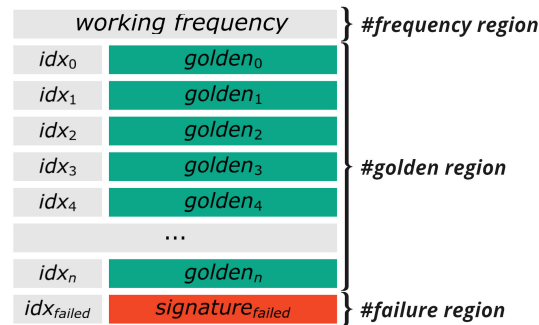 working frequency #frequency region
idx0 golden0
idx1 golden1
idx2 golden2
idx3 golden3 #golden region
idx4 golden4
...
idxn goldenn
idxfailed signaturefailed #failure region